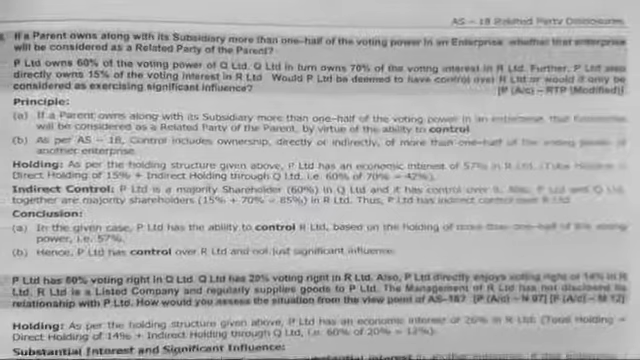 AS - 18 Related Party Disclosures
If a Parent owns along with its Subsidiary more than one-half of the voting power in an Enterprise, whether that enterprise
will be considered as a Related Party of the Parent?
P Ltd owns 60% of the voting power of Q Ltd. Q Ltd in turn owns 70% of the voting interest in R Ltd. Further, P Ltd also
directly owns 15% of the voting interest in R Ltd Would P Ltd be deemed to have control over R Ltd or would it only be
considered as exercising significant influence? [P (A/c) - RTP (Modified)]
Principle:
(a) If a Parent owns along with its Subsidiary more than one-half of the voting power in an enterprise, that
will be considered as a Related Party of the Parent, by virtue of the ability to control
(b) As per AS - 18, Control includes ownership, directly or indirectly, of more than one-half of the voting power of
another enterprise.
Holding: As per the holding structure given above, P Ltd has an economic interest of 57% in R Ltd. (Total Holding =
Direct Holding of 15% + Indirect Holding through Q Ltd, i.e. 60% of 70% = 42%).
Indirect Control: P Ltd is a majority Shareholder (60%) in Q Ltd and it has control over it. Also, P Ltd and Q Ltd
together are majority shareholders (15% + 70% = 85%) in R Ltd. Thus, P Ltd has indirect control over R Ltd
Conclusion:
(a) In the given case, P Ltd has the ability to control R Ltd, based on the holding of more than one-half of the voting
power, i.e. 57%.
(b) Hence, P Ltd has control over R Ltd and not just significant influence.
P Ltd has 60% voting right in Q Ltd. Q Ltd has 20% voting right in R Ltd. Also, P Ltd directly enjoys voting right of 14% in R
Ltd. R Ltd is a Listed Company and regularly supplies goods to P Ltd. The Management of R Ltd has not disclosed its
relationship with P Ltd. How would you assess the situation from the view point of AS-18? [P (A/c) - N 07] [P (A/c) - N 12]
Holding: As per the holding structure given above, P Ltd has an economic interest of 26% in R Ltd. (Total Holding =
Direct Holding of 14% + Indirect Holding through Q Ltd, i.e. 60% of 20% = 12%).
Substantial Interest and Significant Influence: